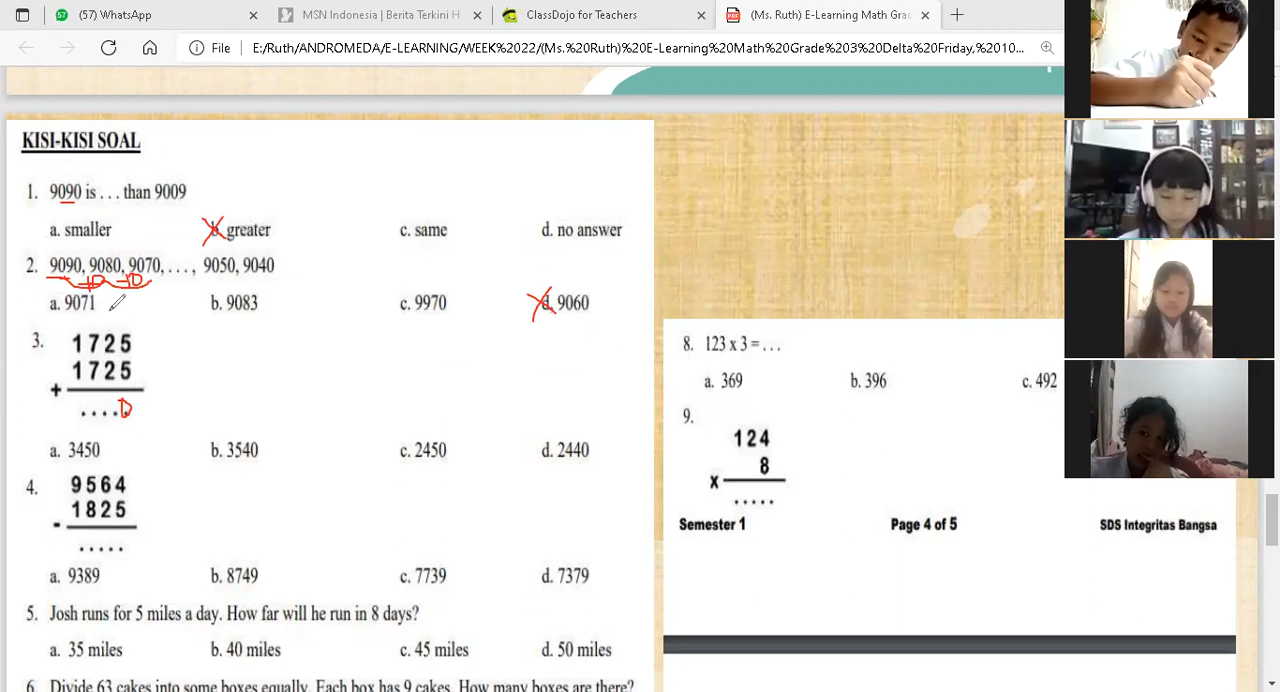 (57) WhatsApp
MSN Indonesia | Berita Terkini H
ClassDojo for Teachers
(Ms. Ruth) E-Learning Math Grad
File
E:/Ruth/ANDROMEDA/E-LEARNING/WEEK%2022/(Ms.%20Ruth)%20E-Learning%20Math%20Grade%203%20Delta%20Friday,%2010...
KISI-KISI SOAL
1. 9090 is . . . than 9009
a. smaller b. greater c. same d. no answer
2. 9090, 9080, 9070, . . . , 9050, 9040
-10 -10
a. 9071 b. 9083 c. 9970 d. 9060
3. 1725
1725
+
. . . . 0
a. 3450 b. 3540 c. 2450 d. 2440
4. 9564
1825
-
. . . . .
a. 9389 b. 8749 c. 7739 d. 7379
5. Josh runs for 5 miles a day. How far will he run in 8 days?
a. 35 miles b. 40 miles c. 45 miles d. 50 miles
6. Divide 63 cakes into some boxes equally. Each box has 9 cakes. How many boxes are there?
8. 123 x 3 = . . .
a. 369 b. 396 c. 492
9.
124
8
x
. . . . .
Semester 1 Page 4 of 5 SDS Integritas Bangsa